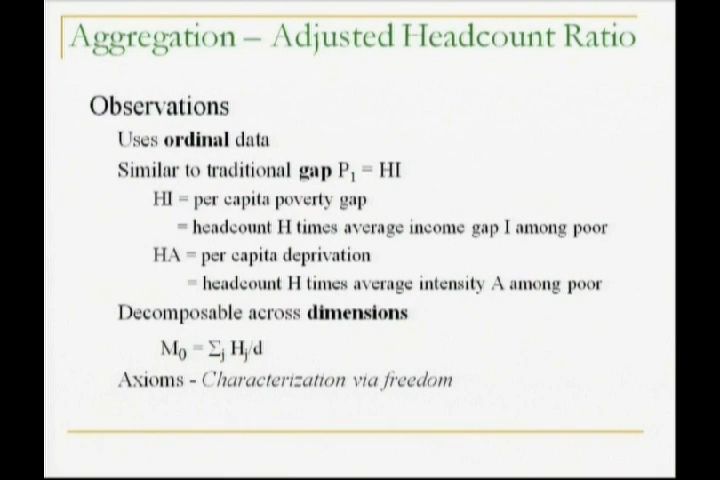 Aggregation – Adjusted Headcount Ratio
Observations
Uses ordinal data
Similar to traditional gap P₁ = HI
HI = per capita poverty gap
= headcount H times average income gap I among poor
HA = per capita deprivation
= headcount H times average intensity A among poor
Decomposable across dimensions
M₀ = Σⱼ Hⱼ/d
Axioms - Characterization via freedom